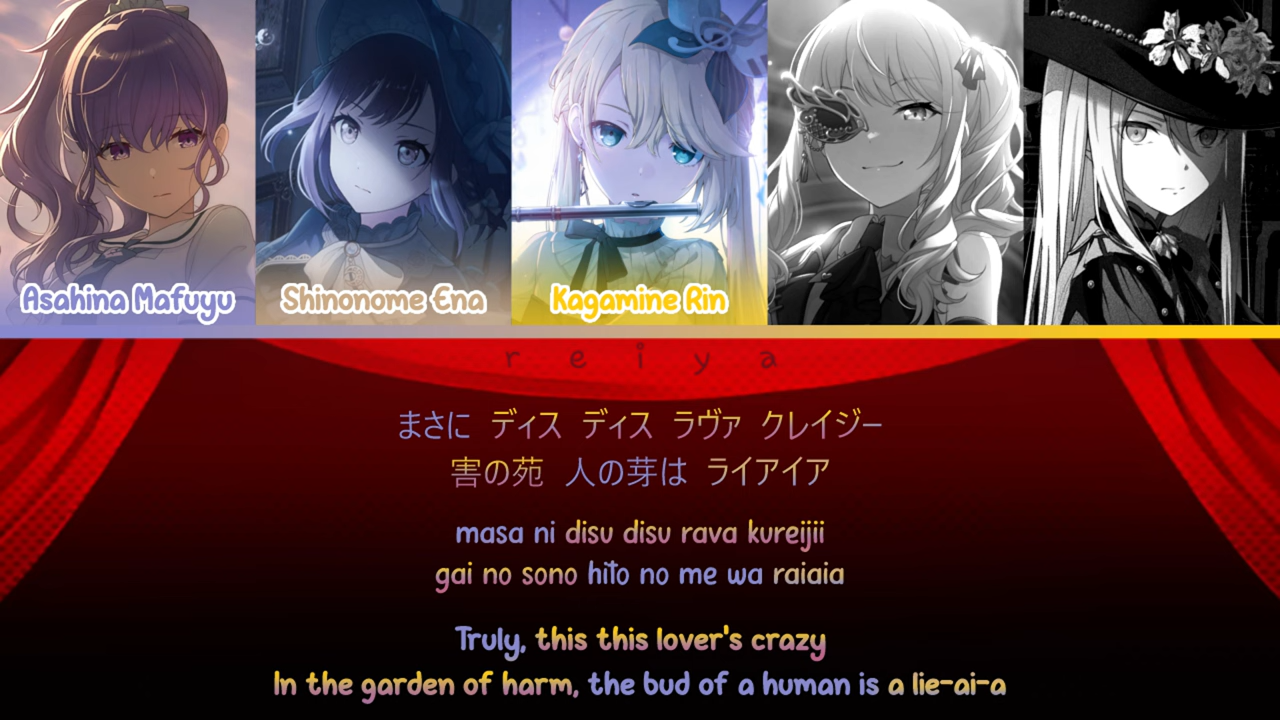 Asahina Mafuyu
Shinonome Ena
Kagamine Rin
reiya
まさに ディス ディス ラヴァ クレイジー
害の苑 人の芽は ライアイア
masa ni disu disu rava kureijii
gai no sono hito no me wa raiaia
Truly, this this lover's crazy
In the garden of harm, the bud of a human is a lie-ai-a